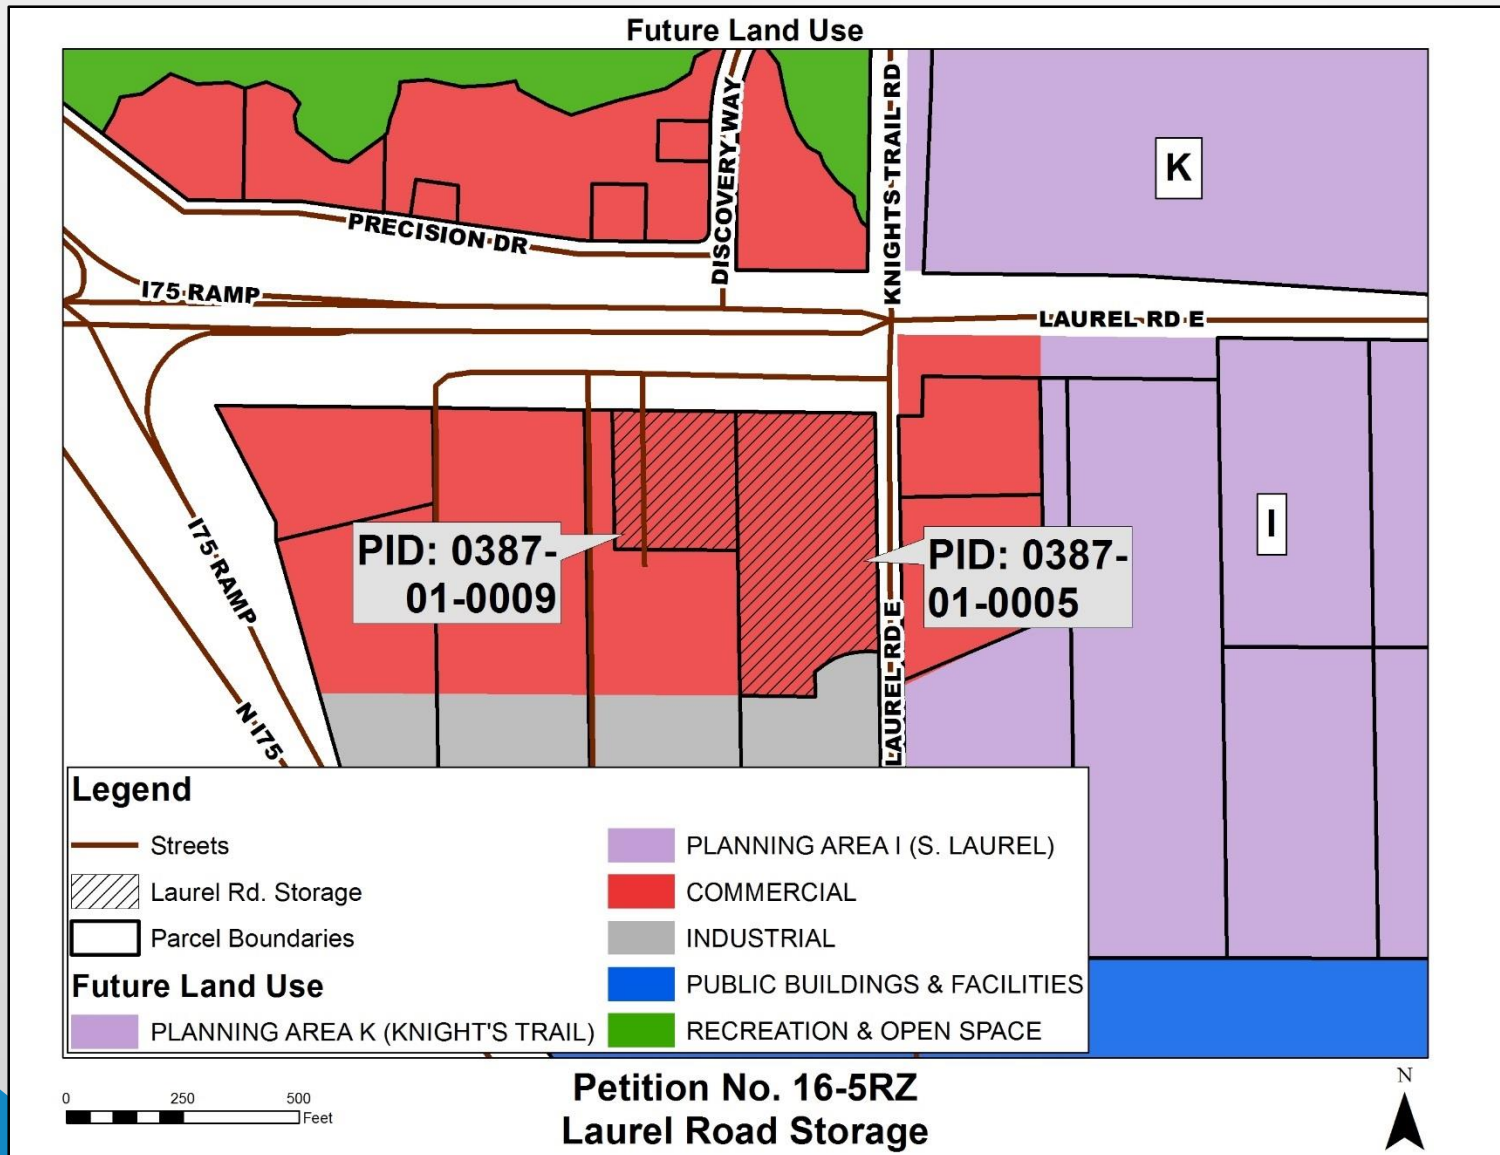 Future Land Use
K
KNIGHTS TRAIL RD
DISCOVERY WAY
PRECISION DR
I75 RAMP
LAUREL RD E
I75 RAMP
PID: 0387-
01-0009
PID: 0387-
01-0005
I
LAUREL RD E
N I75
Legend
Streets
Laurel Rd. Storage
Parcel Boundaries
Future Land Use
PLANNING AREA K (KNIGHT'S TRAIL)
PLANNING AREA I (S. LAUREL)
COMMERCIAL
INDUSTRIAL
PUBLIC BUILDINGS & FACILITIES
RECREATION & OPEN SPACE
0 250 500
Feet
Petition No. 16-5RZ
Laurel Road Storage
N